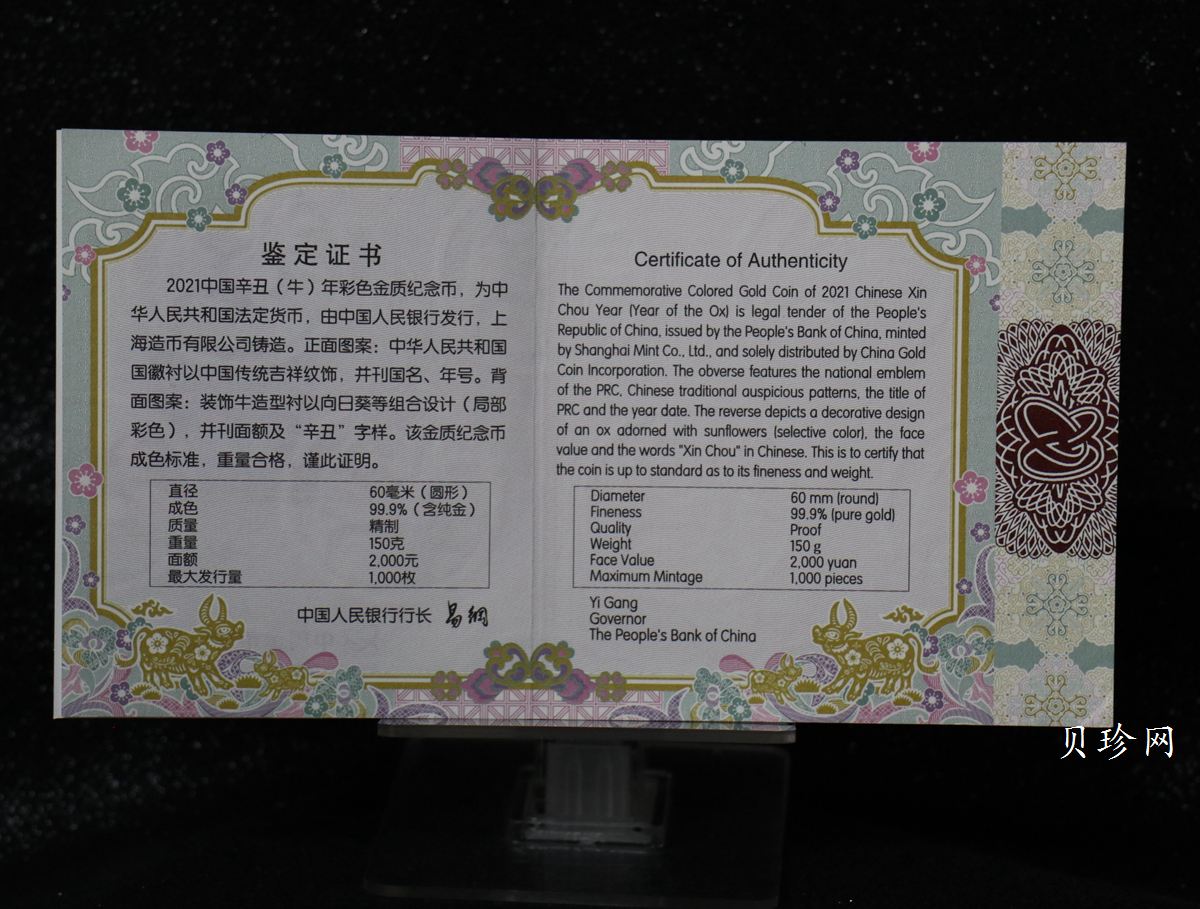 鉴定证书
2021中国辛丑（牛）年彩色金质纪念币，为中
华人民共和国法定货币，由中国人民银行发行，上
海造币有限公司铸造。正面图案：中华人民共和国
国徽衬以中国传统吉祥纹饰，并刊国名、年号。背
面图案：装饰牛造型衬以向日葵等组合设计（局部
彩色），并刊面额及“辛丑”字样。该金质纪念币
成色标准，重量合格，谨此证明。
直径 60毫米（圆形）
成色 99.9%（含纯金）
质量 精制
重量 150克
面额 2,000元
最大发行量 1,000枚
中国人民银行行长 易纲
Certificate of Authenticity
The Commemorative Colored Gold Coin of 2021 Chinese Xin
Chou Year (Year of the Ox) is legal tender of the People's
Republic of China, issued by the People's Bank of China, minted
by Shanghai Mint Co., Ltd., and solely distributed by China Gold
Coin Incorporation. The obverse features the national emblem
of the PRC, Chinese traditional auspicious patterns, the title of
PRC and the year date. The reverse depicts a decorative design
of an ox adorned with sunflowers (selective color), the face
value and the words "Xin Chou" in Chinese. This is to certify that
the coin is up to standard as to its fineness and weight.
Diameter 60 mm (round)
Fineness 99.9% (pure gold)
Quality Proof
Weight 150 g
Face Value 2,000 yuan
Maximum Mintage 1,000 pieces
Yi Gang
Governor
The People's Bank of China
贝珍网